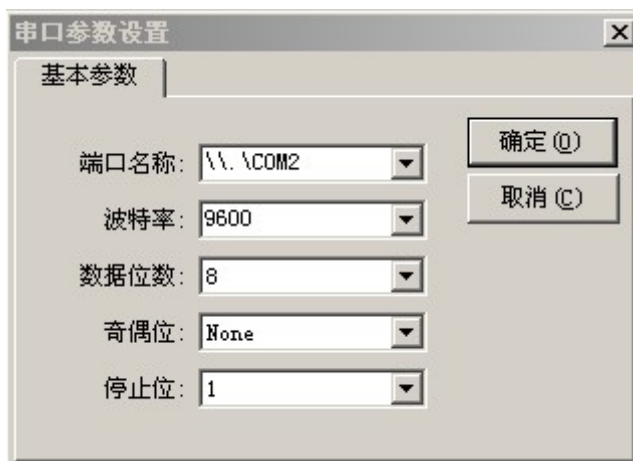 串口参数设置
基本参数
端口名称: \\.\COM2
波特率: 9600
数据位数: 8
奇偶位: None
停止位: 1
确定(O)
取消(C)